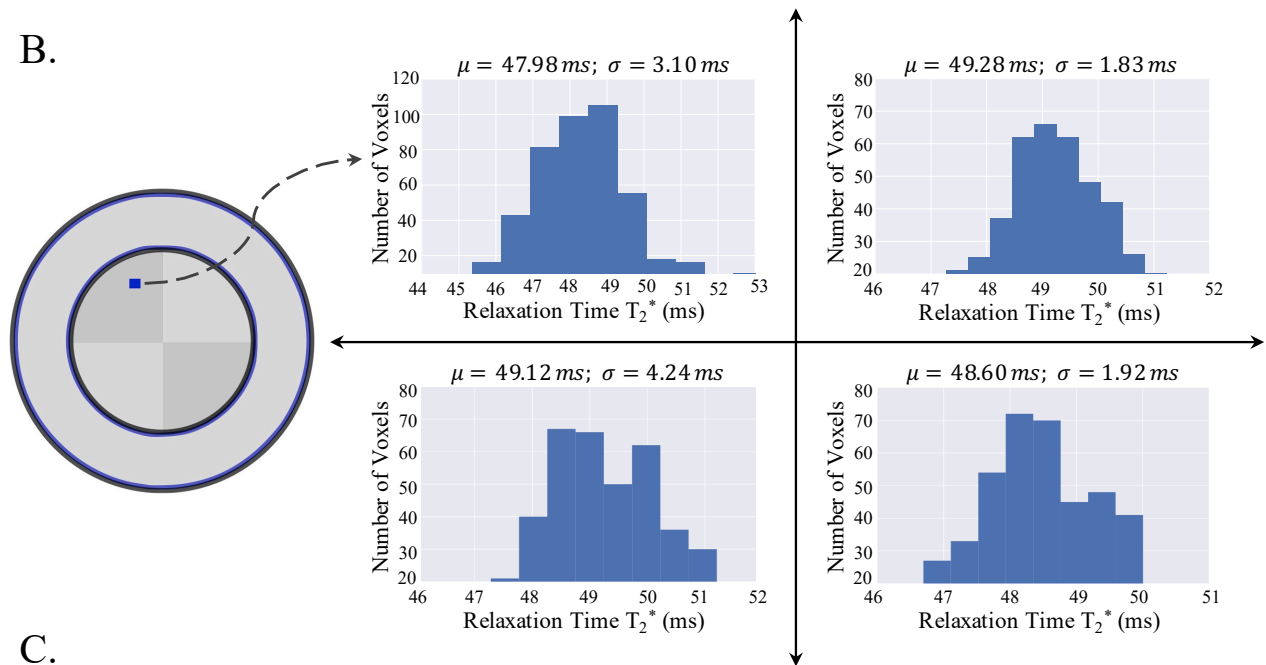 B.
μ = 47.98 ms; σ = 3.10 ms
Number of Voxels
120
100
80
60
40
20
44 45 46 47 48 49 50 51 52 53
Relaxation Time T₂* (ms)
μ = 49.28 ms; σ = 1.83 ms
Number of Voxels
80
70
60
50
40
30
20
46 47 48 49 50 51 52
Relaxation Time T₂* (ms)
μ = 49.12 ms; σ = 4.24 ms
Number of Voxels
80
70
60
50
40
30
20
46 47 48 49 50 51 52
Relaxation Time T₂* (ms)
μ = 48.60 ms; σ = 1.92 ms
Number of Voxels
80
70
60
50
40
30
20
46 47 48 49 50 51
Relaxation Time T₂* (ms)
C.